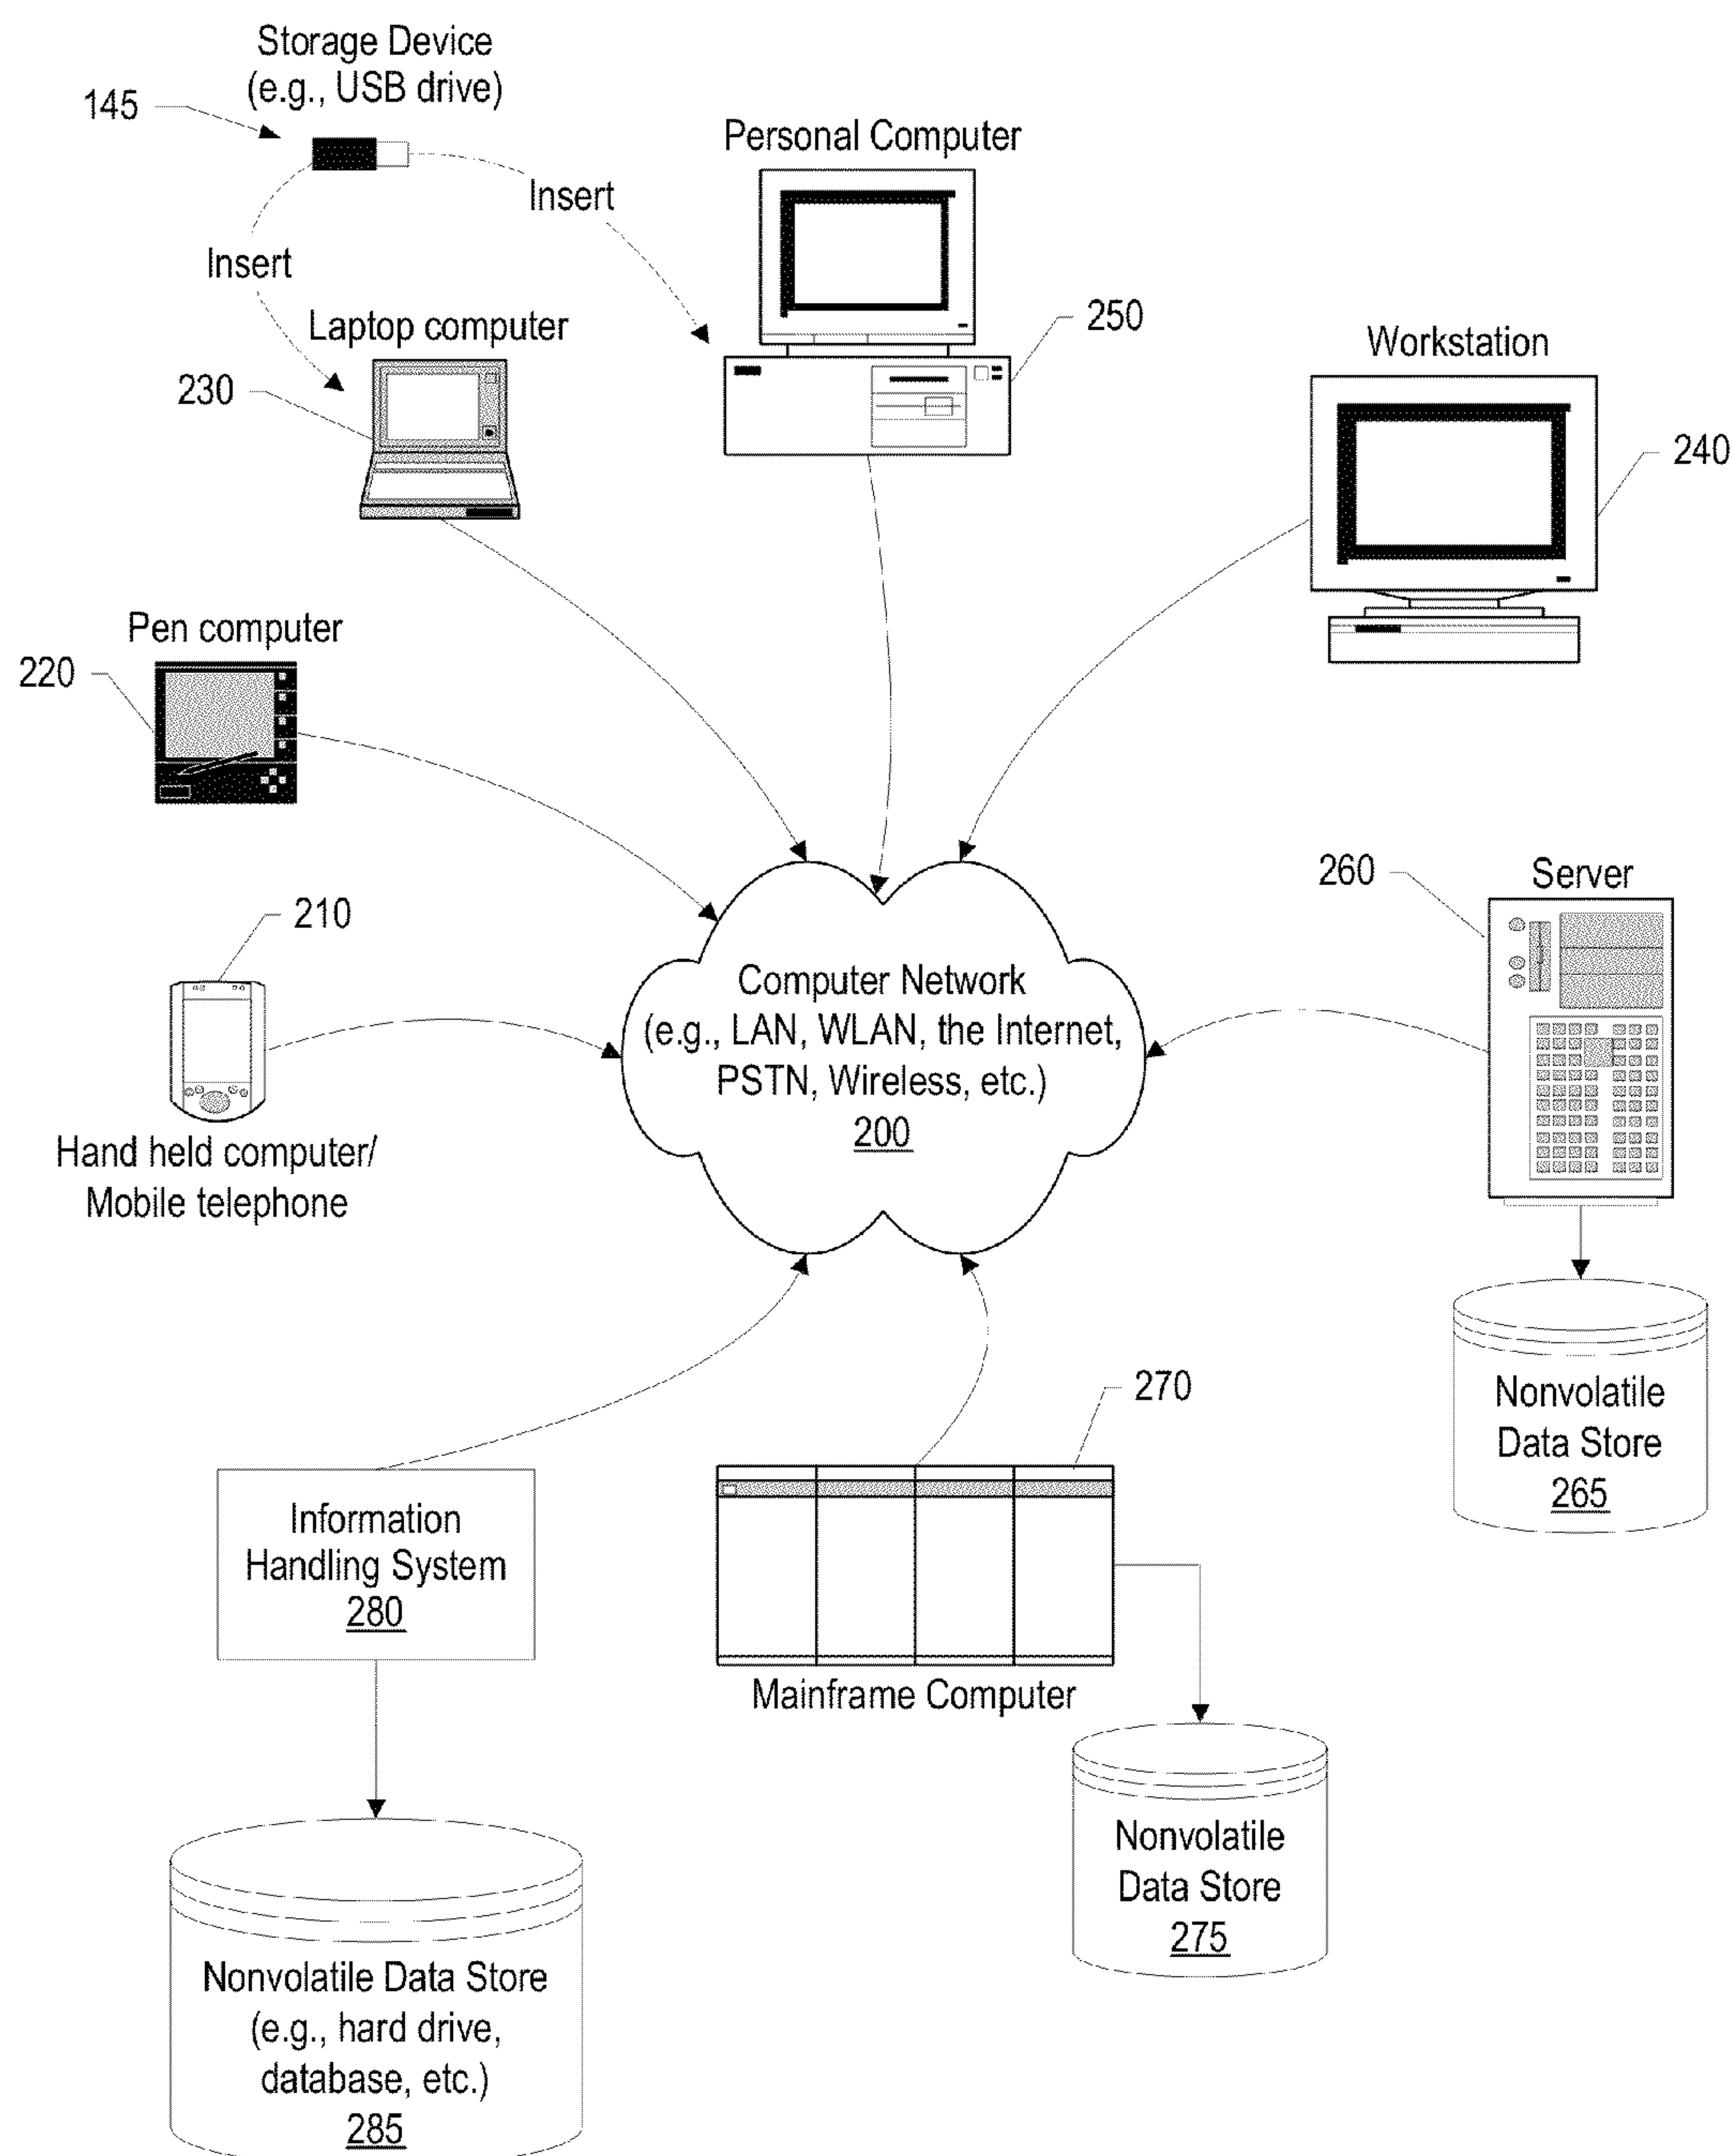 Storage Device
(e.g., USB drive)
145
Personal Computer
Insert
Insert
Laptop computer
250
Workstation
230
240
Pen computer
220
260
Server
210
Computer Network
(e.g., LAN, WLAN, the Internet,
PSTN, Wireless, etc.)
200
Hand held computer/
Mobile telephone
270
Nonvolatile
Data Store
265
Information
Handling System
280
Mainframe Computer
Nonvolatile
Data Store
275
Nonvolatile Data Store
(e.g., hard drive,
database, etc.)
285